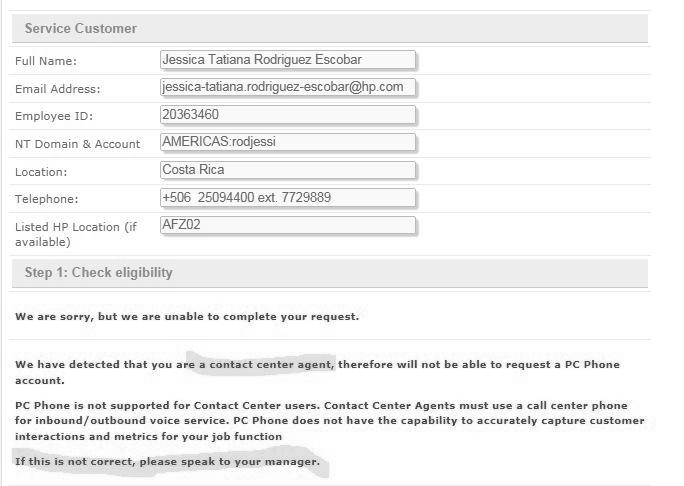 Service Customer
Full Name: Jessica Tatiana Rodriguez Escobar
Email Address: jessica-tatiana.rodriguez-escobar@hp.com
Employee ID: 20363460
NT Domain & Account AMERICAS:rodjessi
Location: Costa Rica
Telephone: +506 25094400 ext. 7729889
Listed HP Location (if AFZ02
available)
Step 1: Check eligibility
We are sorry, but we are unable to complete your request.
We have detected that you are a contact center agent, therefore will not be able to request a PC Phone
account.
PC Phone is not supported for Contact Center users. Contact Center Agents must use a call center phone
for inbound/outbound voice service. PC Phone does not have the capability to accurately capture customer
interactions and metrics for your job function
If this is not correct, please speak to your manager.